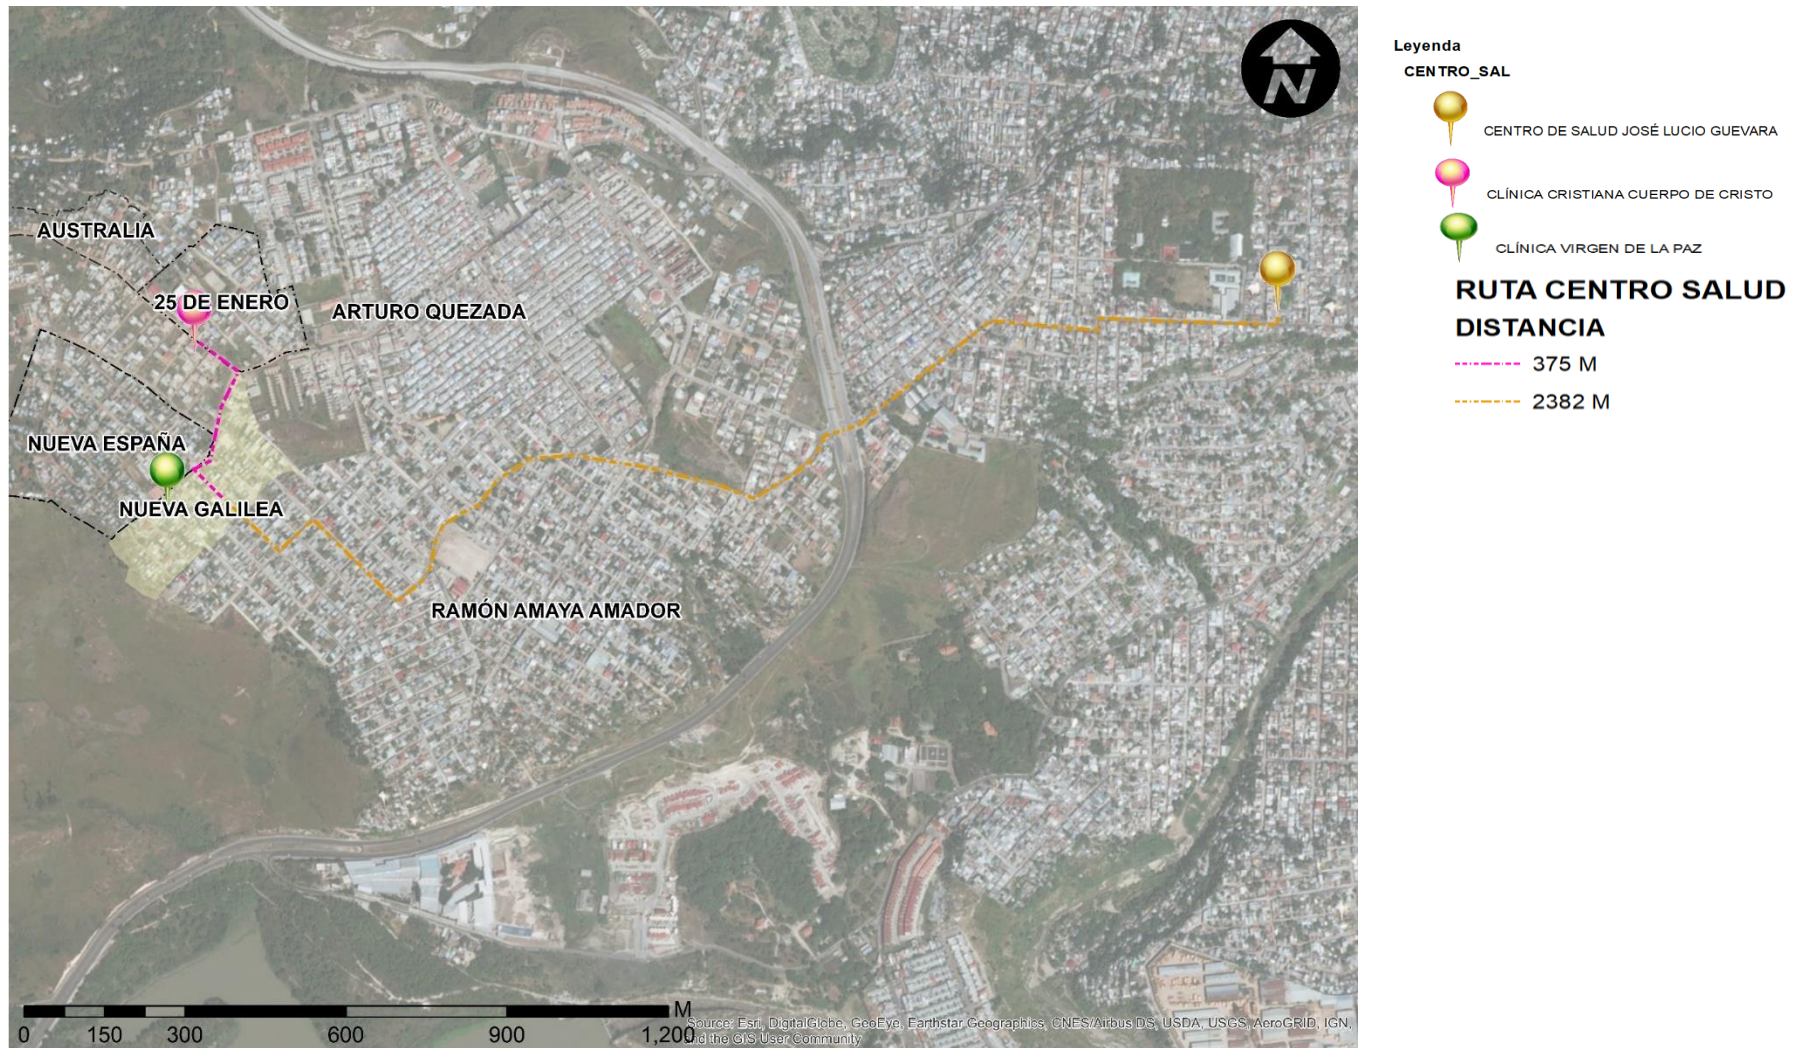 N
AUSTRALIA
25 DE ENERO
ARTURO QUEZADA
NUEVA ESPAÑA
NUEVA GALILEA
RAMÓN AMAYA AMADOR
M
0 150 300 600 900 1,200
Source: Esri, DigitalGlobe, GeoEye, Earthstar Geographics, CNES/Airbus DS, USDA, USGS, AeroGRID, IGN,
and the GIS User Community
Leyenda
CENTRO_SAL
CENTRO DE SALUD JOSÉ LUCIO GUEVARA
CLÍNICA CRISTIANA CUERPO DE CRISTO
CLÍNICA VIRGEN DE LA PAZ
RUTA CENTRO SALUD
DISTANCIA
375 M
2382 M